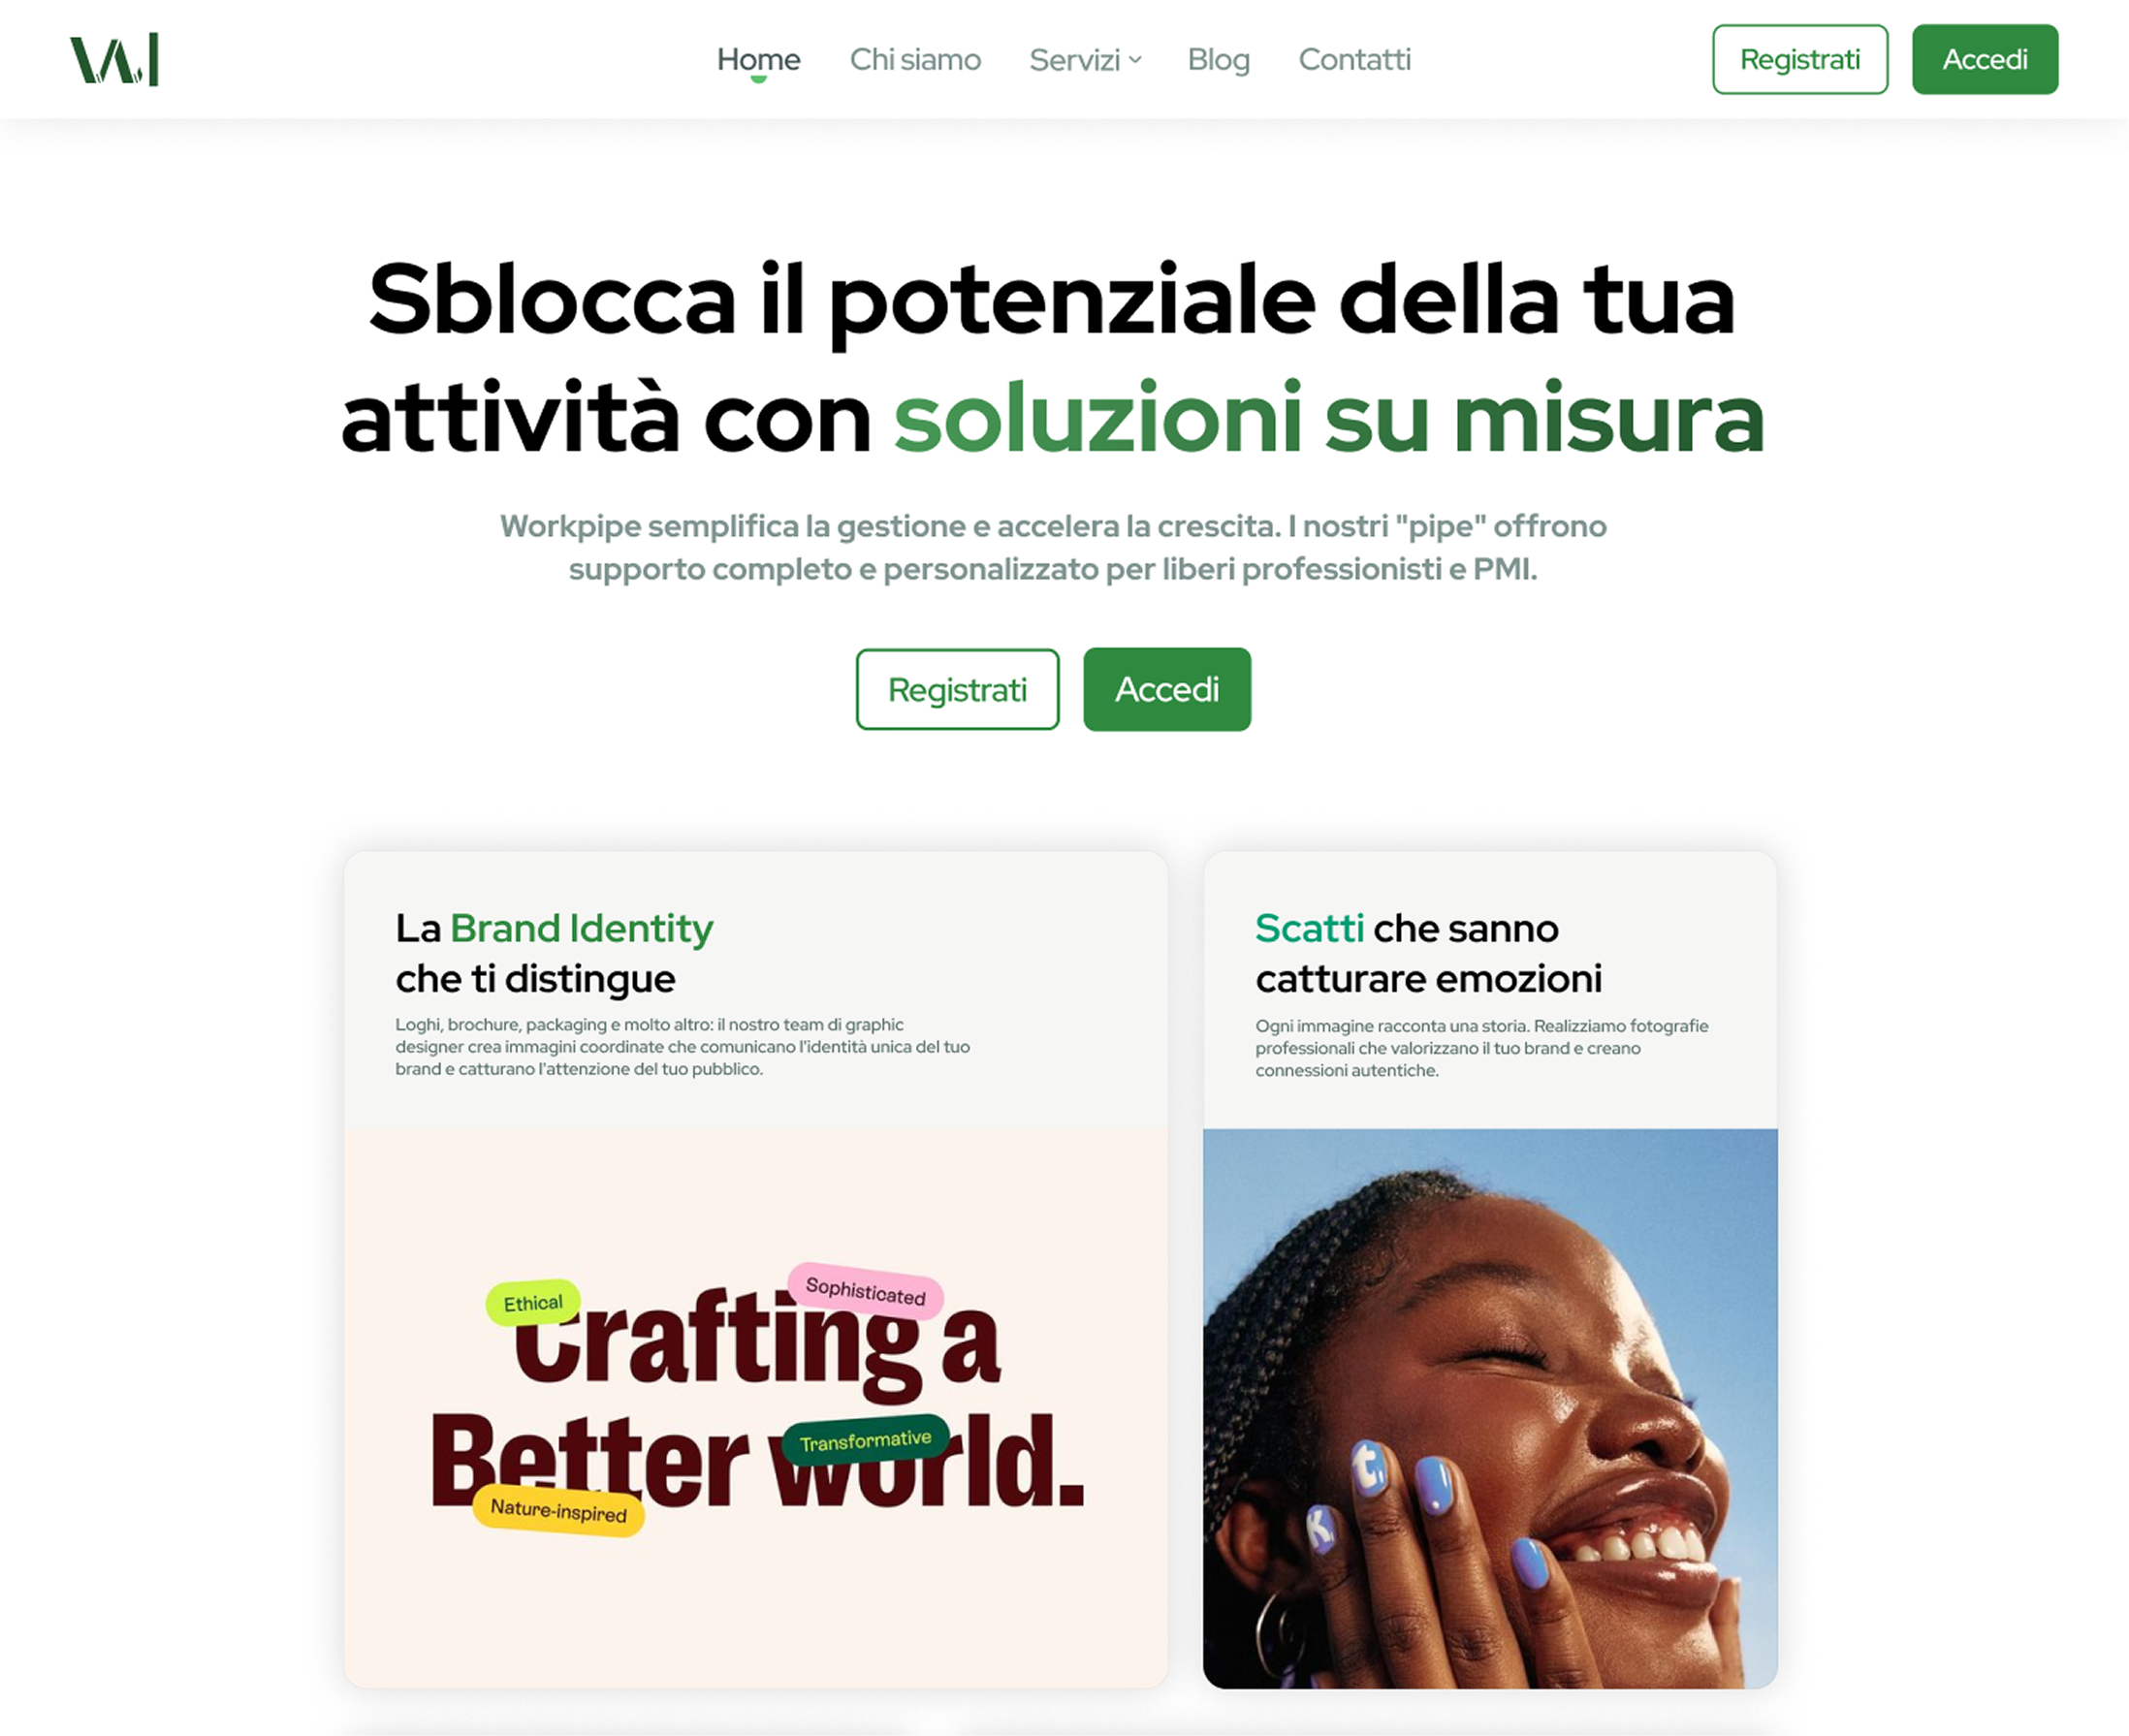 Home Chi siamo Servizi Blog Contatti Registrati Accedi
Sblocca il potenziale della tua
attività con soluzioni su misura
Workpipe semplifica la gestione e accelera la crescita. I nostri "pipe" offrono
supporto completo e personalizzato per liberi professionisti e PMI.
Registrati Accedi
La Brand Identity
che ti distingue
Loghi, brochure, packaging e molto altro: il nostro team di graphic
designer crea immagini coordinate che comunicano l'identità unica del tuo
brand e catturano l'attenzione del tuo pubblico.
Ethical
Sophisticated
Crafting a
Transformative
Better world.
Nature-inspired
Scatti che sanno
catturare emozioni
Ogni immagine racconta una storia. Realizziamo fotografie
professionali che valorizzano il tuo brand e creano
connessioni autentiche.
K t.